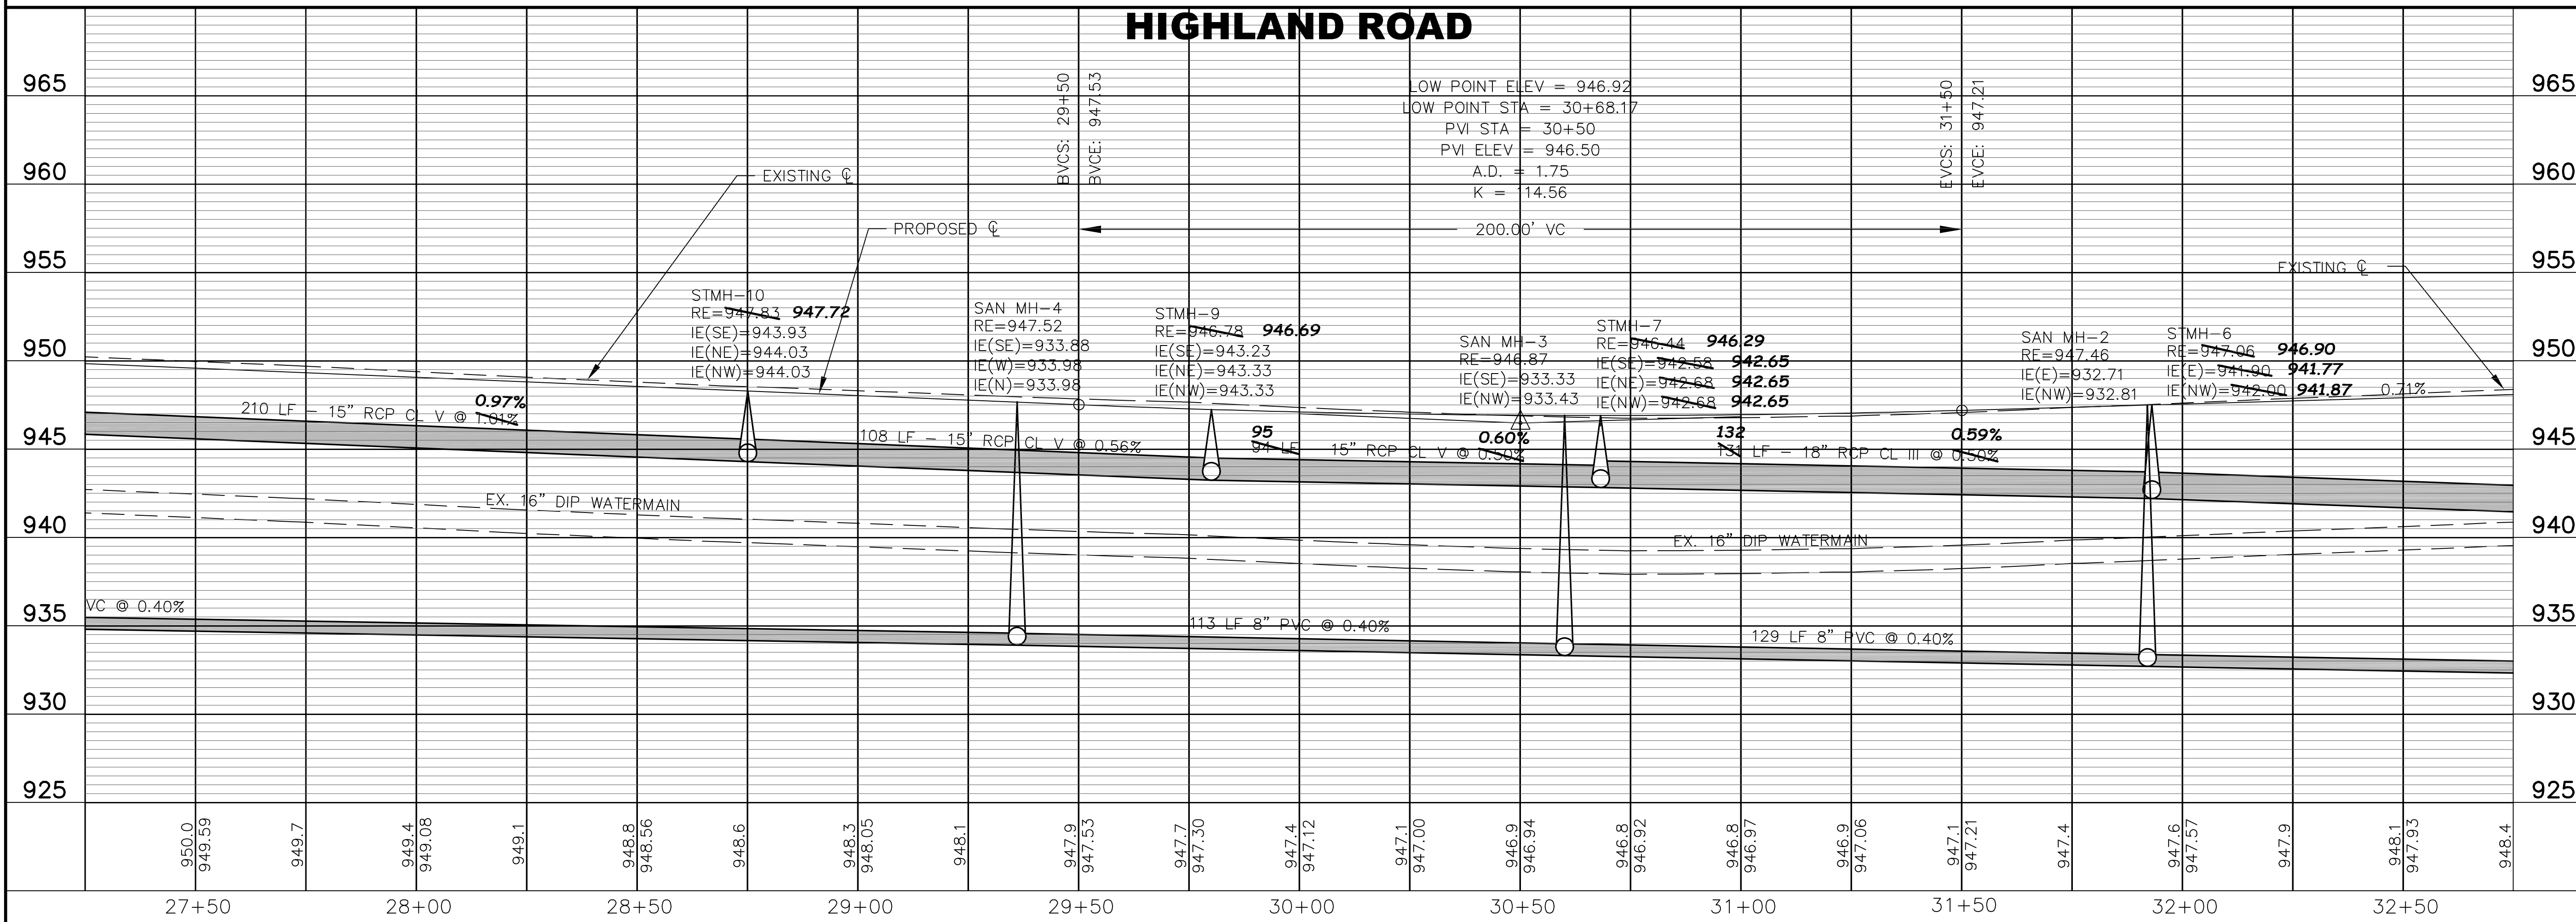 HIGHLAND ROAD
965
965
960
960
955
955
950
950
945
945
940
940
935
935
930
930
925
925
BVCS: 29+50
BVCE: 947.53
LOW POINT ELEV = 946.92
LOW POINT STA = 30+68.17
PVI STA = 30+50
PVI ELEV = 946.50
A.D. = 1.75
K = 114.56
200.00' VC
EVCS: 31+50
EVCE: 947.21
EXISTING ℄
PROPOSED ℄
EXISTING ℄
STMH-10
RE=947.83 947.72
IE(SE)=943.93
IE(NE)=944.03
IE(NW)=944.03
SAN MH-4
RE=947.52
IE(SE)=933.88
IE(W)=933.98
IE(N)=933.98
STMH-9
RE=946.78 946.69
IE(SE)=943.23
IE(NE)=943.33
IE(NW)=943.33
SAN MH-3
RE=946.87
IE(SE)=933.33
IE(NW)=933.43
STMH-7
RE=946.44 946.29
IE(SE)=942.58 942.65
IE(NE)=942.68 942.65
IE(NW)=942.68 942.65
SAN MH-2
RE=947.46
IE(E)=932.71
IE(NW)=932.81
STMH-6
RE=947.06 946.90
IE(E)=941.90 941.77
IE(NW)=942.00 941.87
0.71%
0.97%
210 LF - 15" RCP CL V @ 1.01%
108 LF - 15" RCP CL V @ 0.56%
95 0.60%
94 LF 15" RCP CL V @ 0.50%
132 0.59%
131 LF - 18" RCP CL III @ 0.50%
EX. 16" DIP WATERMAIN
EX. 16" DIP WATERMAIN
VC @ 0.40%
113 LF 8" PVC @ 0.40%
129 LF 8" PVC @ 0.40%
950.0
949.59
949.7
949.4
949.08
949.1
948.8
948.56
948.6
948.3
948.05
948.1
947.9
947.53
947.7
947.30
947.4
947.12
947.1
947.00
946.9
946.94
946.8
946.92
946.8
946.97
946.9
947.06
947.1
947.21
947.4
947.6
947.57
947.9
948.1
947.93
948.4
27+50
28+00
28+50
29+00
29+50
30+00
30+50
31+00
31+50
32+00
32+50